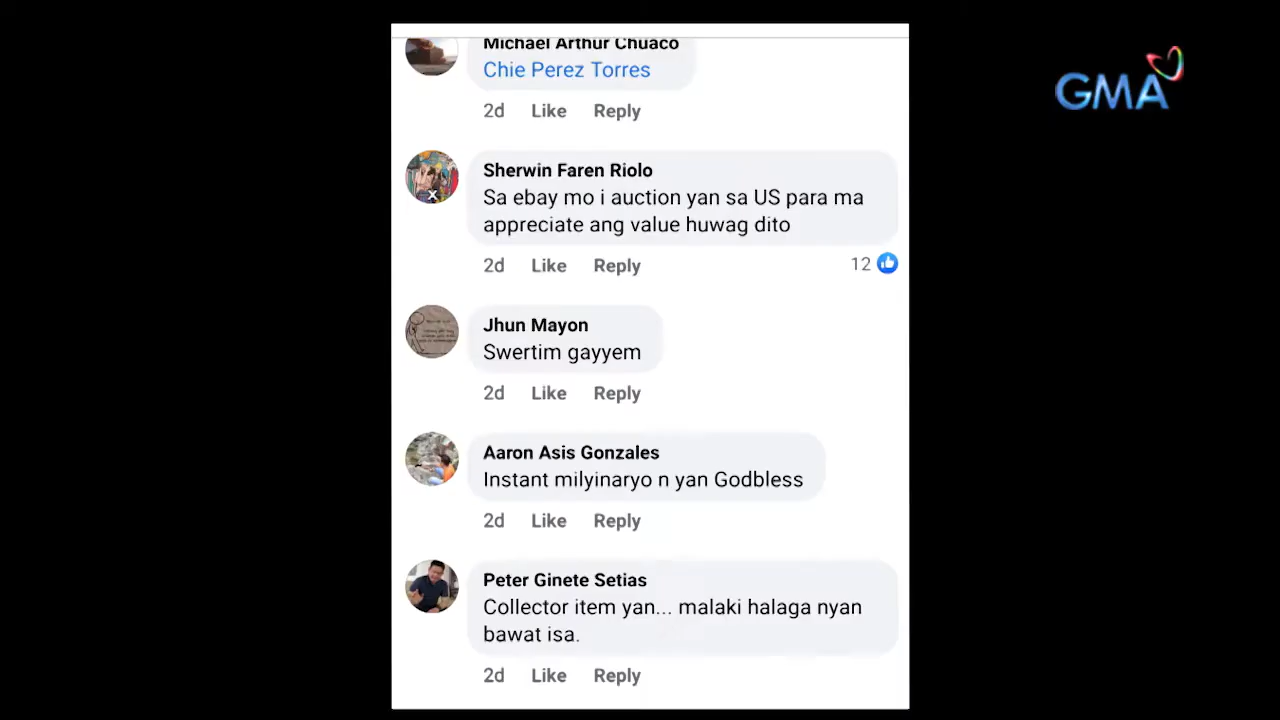 Michael Arthur Chuaco
Chie Perez Torres
2d Like Reply
GMA
Sherwin Faren Riolo
Sa ebay mo i auction yan sa US para ma
appreciate ang value huwag dito
2d Like Reply 12
Jhun Mayon
Swertim gayyem
2d Like Reply
Aaron Asis Gonzales
Instant milyinaryo n yan Godbless
2d Like Reply
Peter Ginete Setias
Collector item yan... malaki halaga nyan
bawat isa.
2d Like Reply